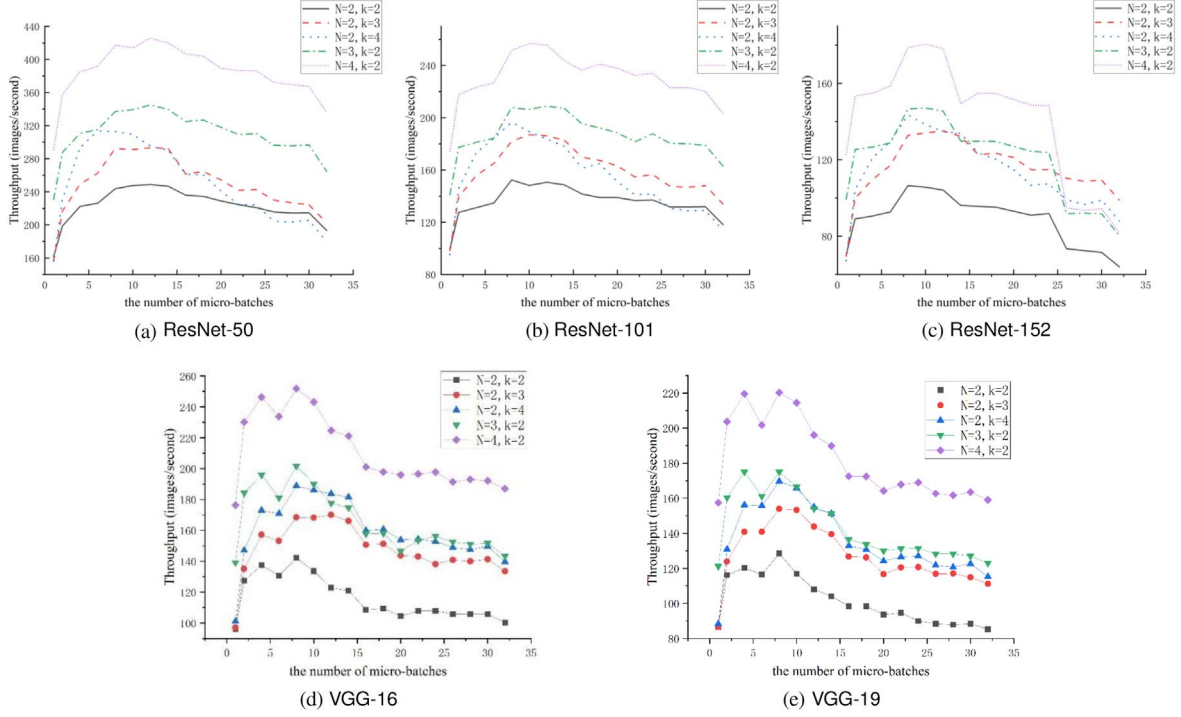 N=2, k=2
N=2, k=3
N=2, k=4
N=3, k=2
N=4, k=2
440
400
360
320
280
240
200
160
Throughput (images/second)
0 5 10 15 20 25 30 35
the number of micro-batches
(a) ResNet-50
N=2, k=2
N=2, k=3
N=2, k=4
N=3, k=2
N=4, k=2
240
200
160
120
80
Throughput (images/second)
0 5 10 15 20 25 30 35
the number of micro-batches
(b) ResNet-101
N=2, k=2
N=2, k=3
N=2, k=4
N=3, k=2
N=4, k=2
160
120
80
Throughput (images/second)
0 5 10 15 20 25 30 35
the number of micro-batches
(c) ResNet-152
N=2, k=2
N=2, k=3
N=2, k=4
N=3, k=2
N=4, k=2
260
240
220
200
180
160
140
120
100
Throughput (images/second)
0 5 10 15 20 25 30 35
the number of micro-batches
(d) VGG-16
N=2, k=2
N=2, k=3
N=2, k=4
N=3, k=2
N=4, k=2
220
200
180
160
140
120
100
80
Throughput (images/second)
0 5 10 15 20 25 30 35
the number of micro-batches
(e) VGG-19